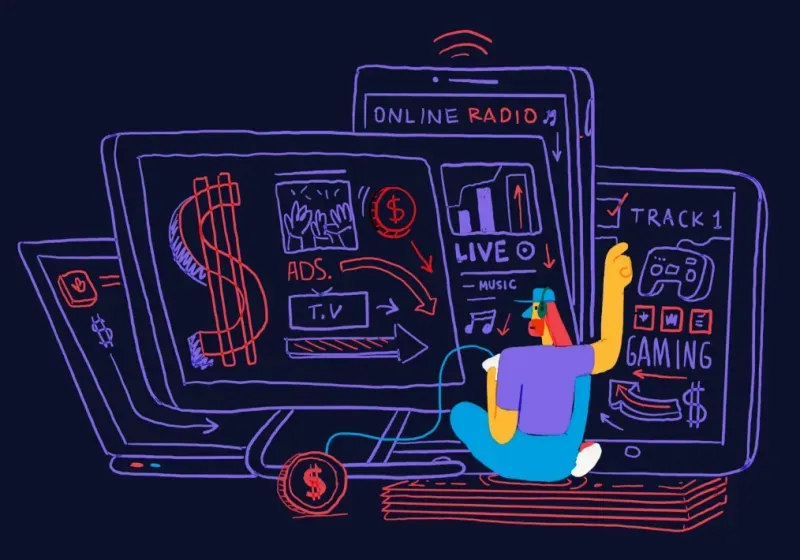 ONLINE RADIO
$
$
ADS.
T.V
LIVE
MUSIC
TRACK 1
GAMING
$
$
$